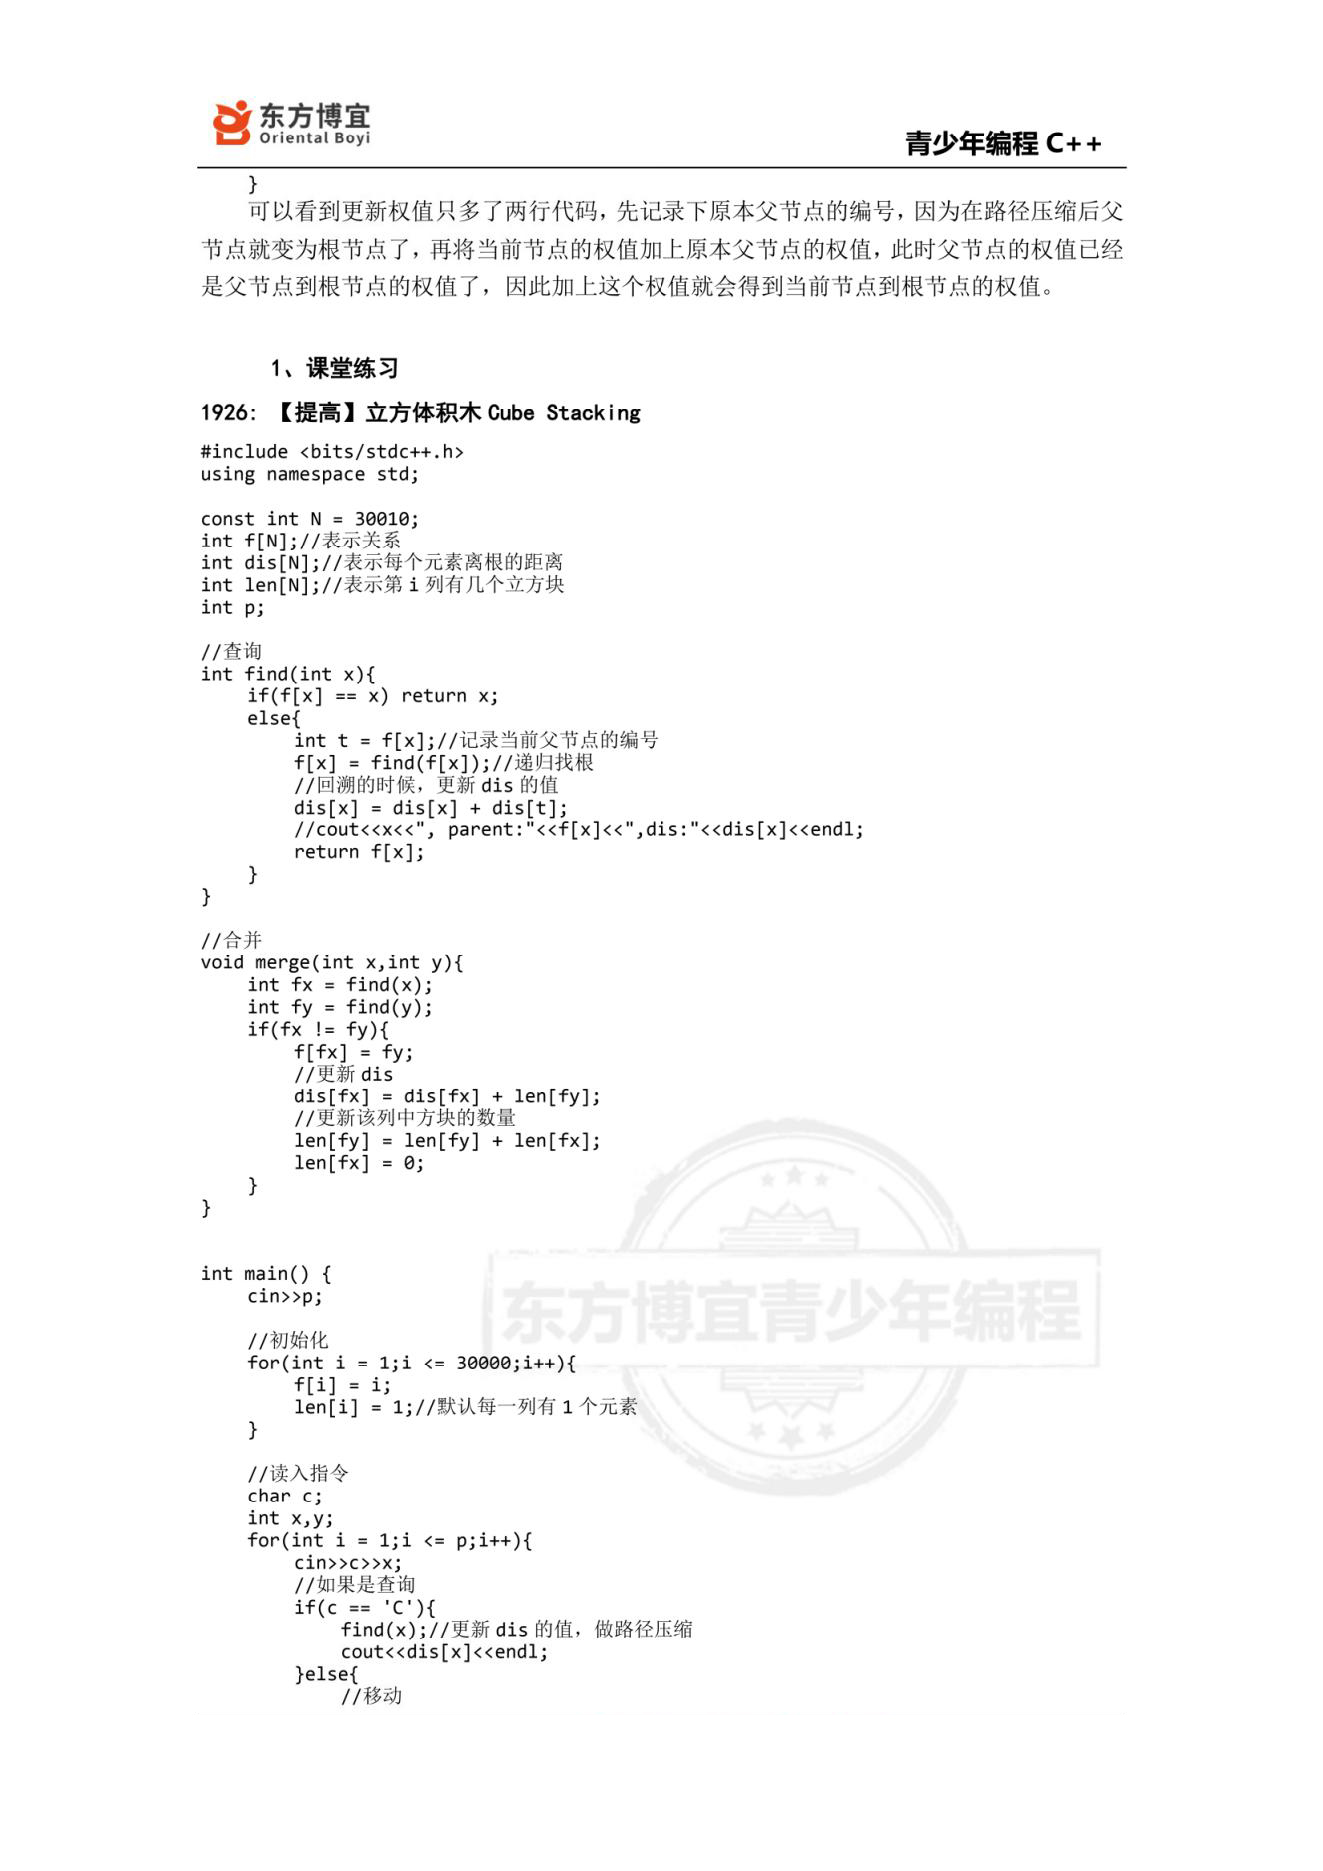 东方博宜
Oriental Boyi
青少年编程 C++
}
可以看到更新权值只多了两行代码，先记录下原本父节点的编号，因为在路径压缩后父
节点就变为根节点了，再将当前节点的权值加上原本父节点的权值，此时父节点的权值已经
是父节点到根节点的权值了，因此加上这个权值就会得到当前节点到根节点的权值。
1、课堂练习
1926: 【提高】立方体积木 Cube Stacking
#include <bits/stdc++.h>
using namespace std;
const int N = 30010;
int f[N];//表示关系
int dis[N];//表示每个元素离根的距离
int len[N];//表示第 i 列有几个立方块
int p;
//查询
int find(int x){
    if(f[x] == x) return x;
    else{
        int t = f[x];//记录当前父节点的编号
        f[x] = find(f[x]);//递归找根
        //回溯的时候，更新 dis 的值
        dis[x] = dis[x] + dis[t];
        //cout<<x<<", parent:"<<f[x]<<",dis:"<<dis[x]<<endl;
        return f[x];
    }
}
//合并
void merge(int x,int y){
    int fx = find(x);
    int fy = find(y);
    if(fx != fy){
        f[fx] = fy;
        //更新 dis
        dis[fx] = dis[fx] + len[fy];
        //更新该列中方块的数量
        len[fy] = len[fy] + len[fx];
        len[fx] = 0;
    }
}
int main() {
    cin>>p;
    //初始化
    for(int i = 1;i <= 30000;i++){
        f[i] = i;
        len[i] = 1;//默认每一列有 1 个元素
    }
    //读入指令
    char c;
    int x,y;
    for(int i = 1;i <= p;i++){
        cin>>c>>x;
        //如果是查询
        if(c == 'C'){
            find(x);//更新 dis 的值，做路径压缩
            cout<<dis[x]<<endl;
        }else{
            //移动
东方博宜青少年编程